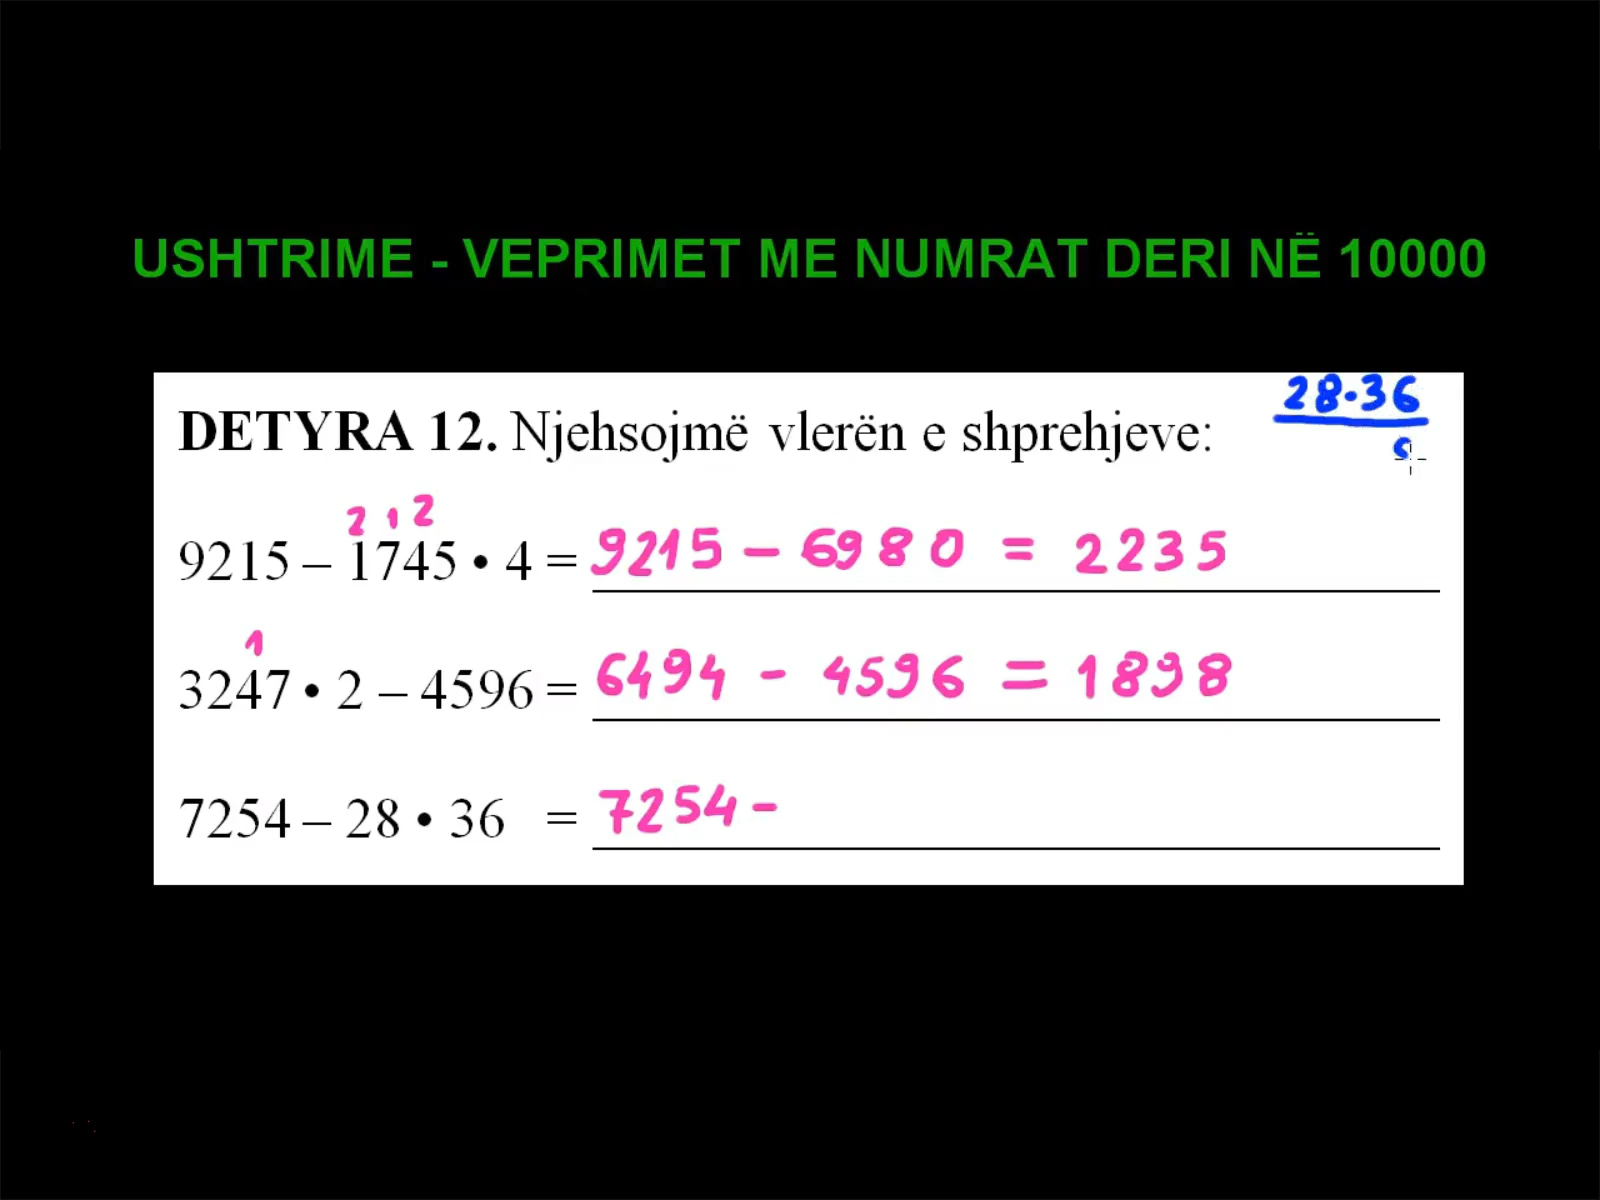 USHTRIME - VEPRIMET ME NUMRAT DERI NË 10000
28·36
DETYRA 12. Njehsojmë vlerën e shprehjeve:
2 1 2
9215 – 1745 • 4 = 9215 – 6980 = 2235
1
3247 • 2 – 4596 = 6494 - 4596 = 1898
7254 – 28 • 36 = 7254 -